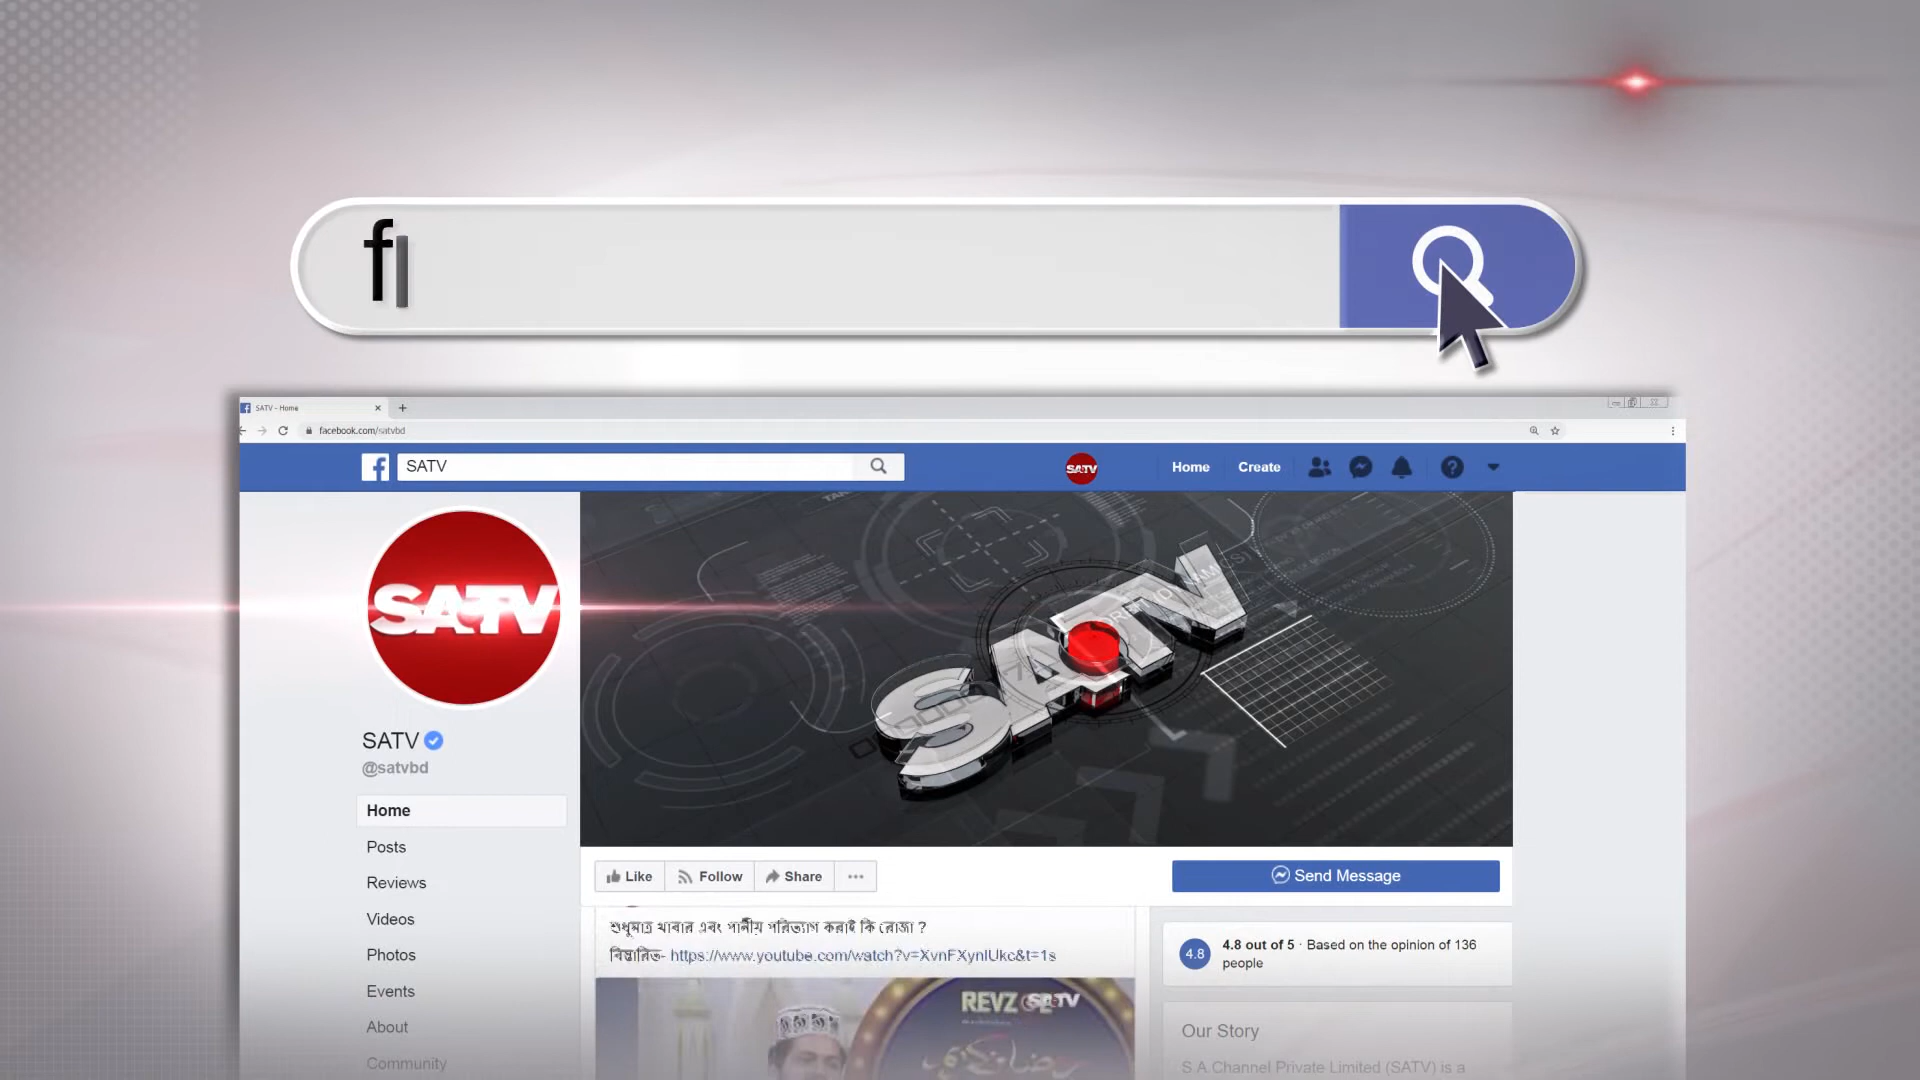 f
SATV - Home
facebook.com/satvbd
SATV
SATV
Home
Create
SATV
SATV
SATV
@satvbd
Home
Posts
Reviews
Videos
Photos
Events
About
Community
Like
Follow
Share
Send Message
শুধুমাত্র খাবার এবং পানীয় পরিত্যাগ করাই কি রোজা ?
বিস্তারিত- https://www.youtube.com/watch?v=XvnFXynlUkc&t=1s
SATV
4.8
4.8 out of 5 · Based on the opinion of 136
people
Our Story
S A Channel Private Limited (SATV) is a